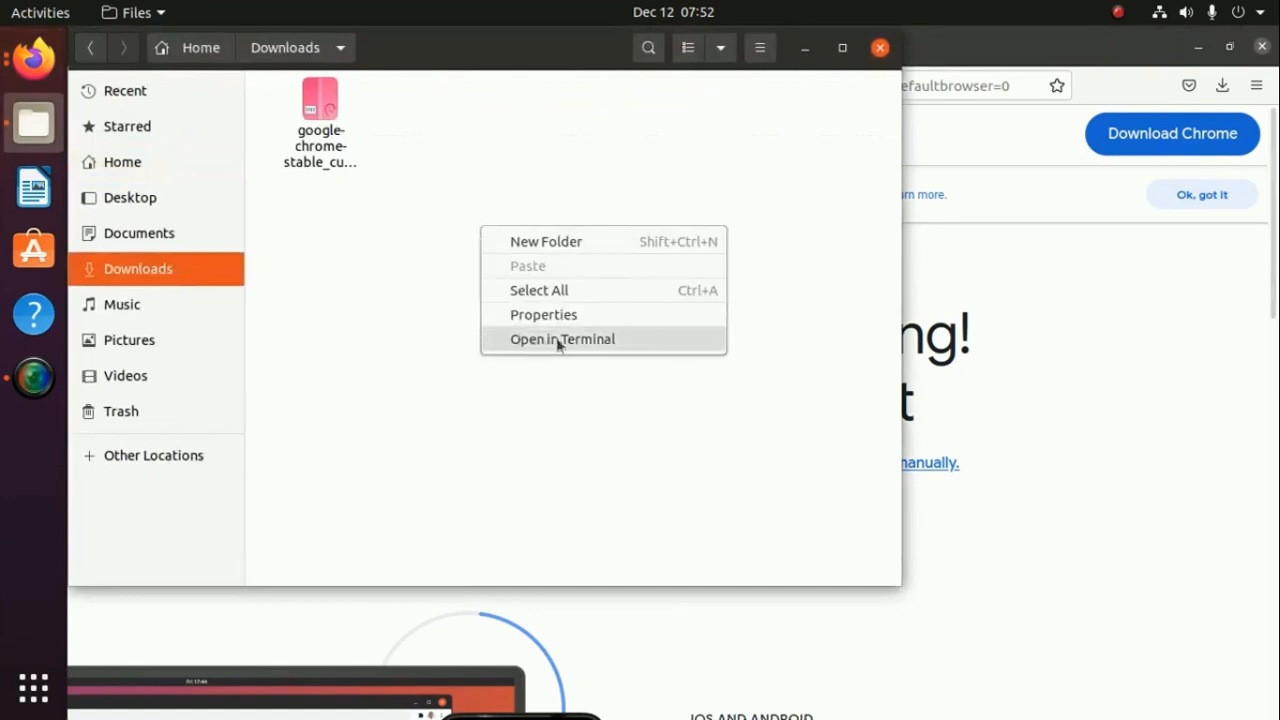 Activities
Files
Dec 12 07:52
Home
Downloads
efaultbrowser=0
Recent
Starred
Home
Desktop
Documents
Downloads
Music
Pictures
Videos
Trash
Other Locations
google-
chrome-
stable_cu...
New Folder Shift+Ctrl+N
Paste
Select All Ctrl+A
Properties
Open in Terminal
Download Chrome
rn more.
Ok, got it
ng!
t
manually.
IOS AND ANDROID